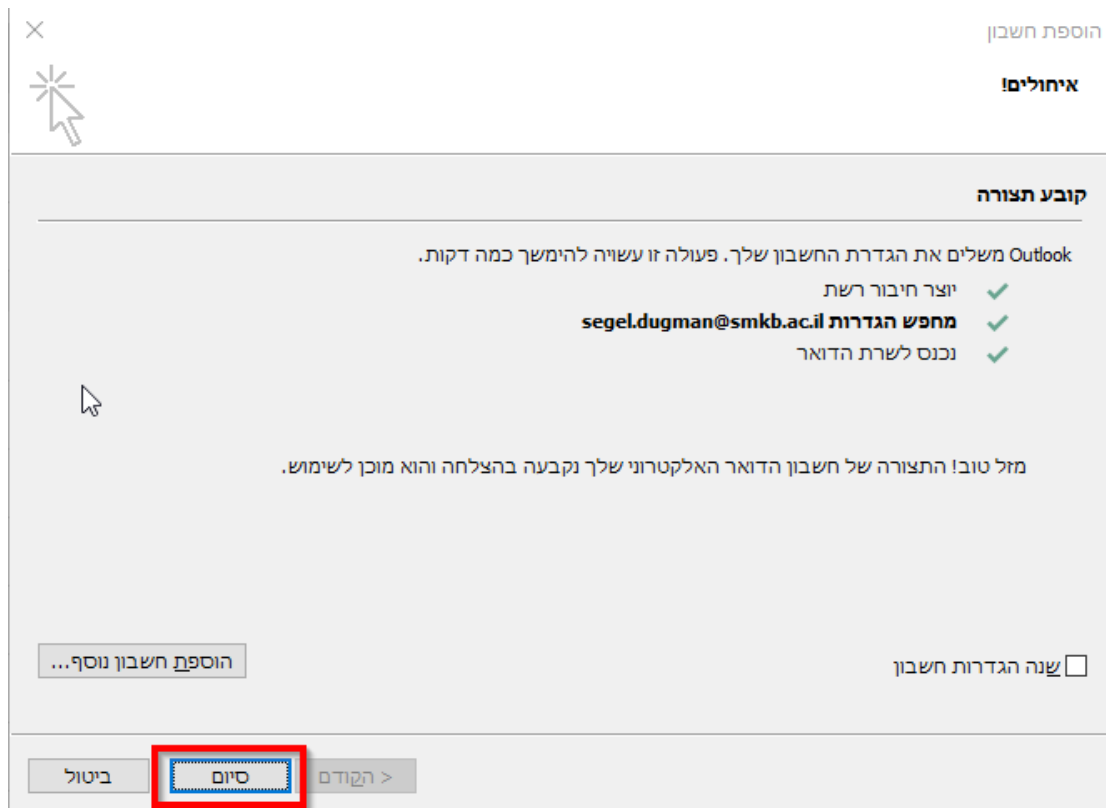 הוספת חשבון
איחולים!
קובע תצורה
Outlook משלים את הגדרת החשבון שלך. פעולה זו עשויה להימשך כמה דקות.
יוצר חיבור רשת
מחפש הגדרות segel.dugman@smkb.ac.il
נכנס לשרת הדואר
מזל טוב! התצורה של חשבון הדואר האלקטרוני שלך נקבעה בהצלחה והוא מוכן לשימוש.
שנה הגדרות חשבון
הוספת חשבון נוסף...
< הקודם
סיום
ביטול